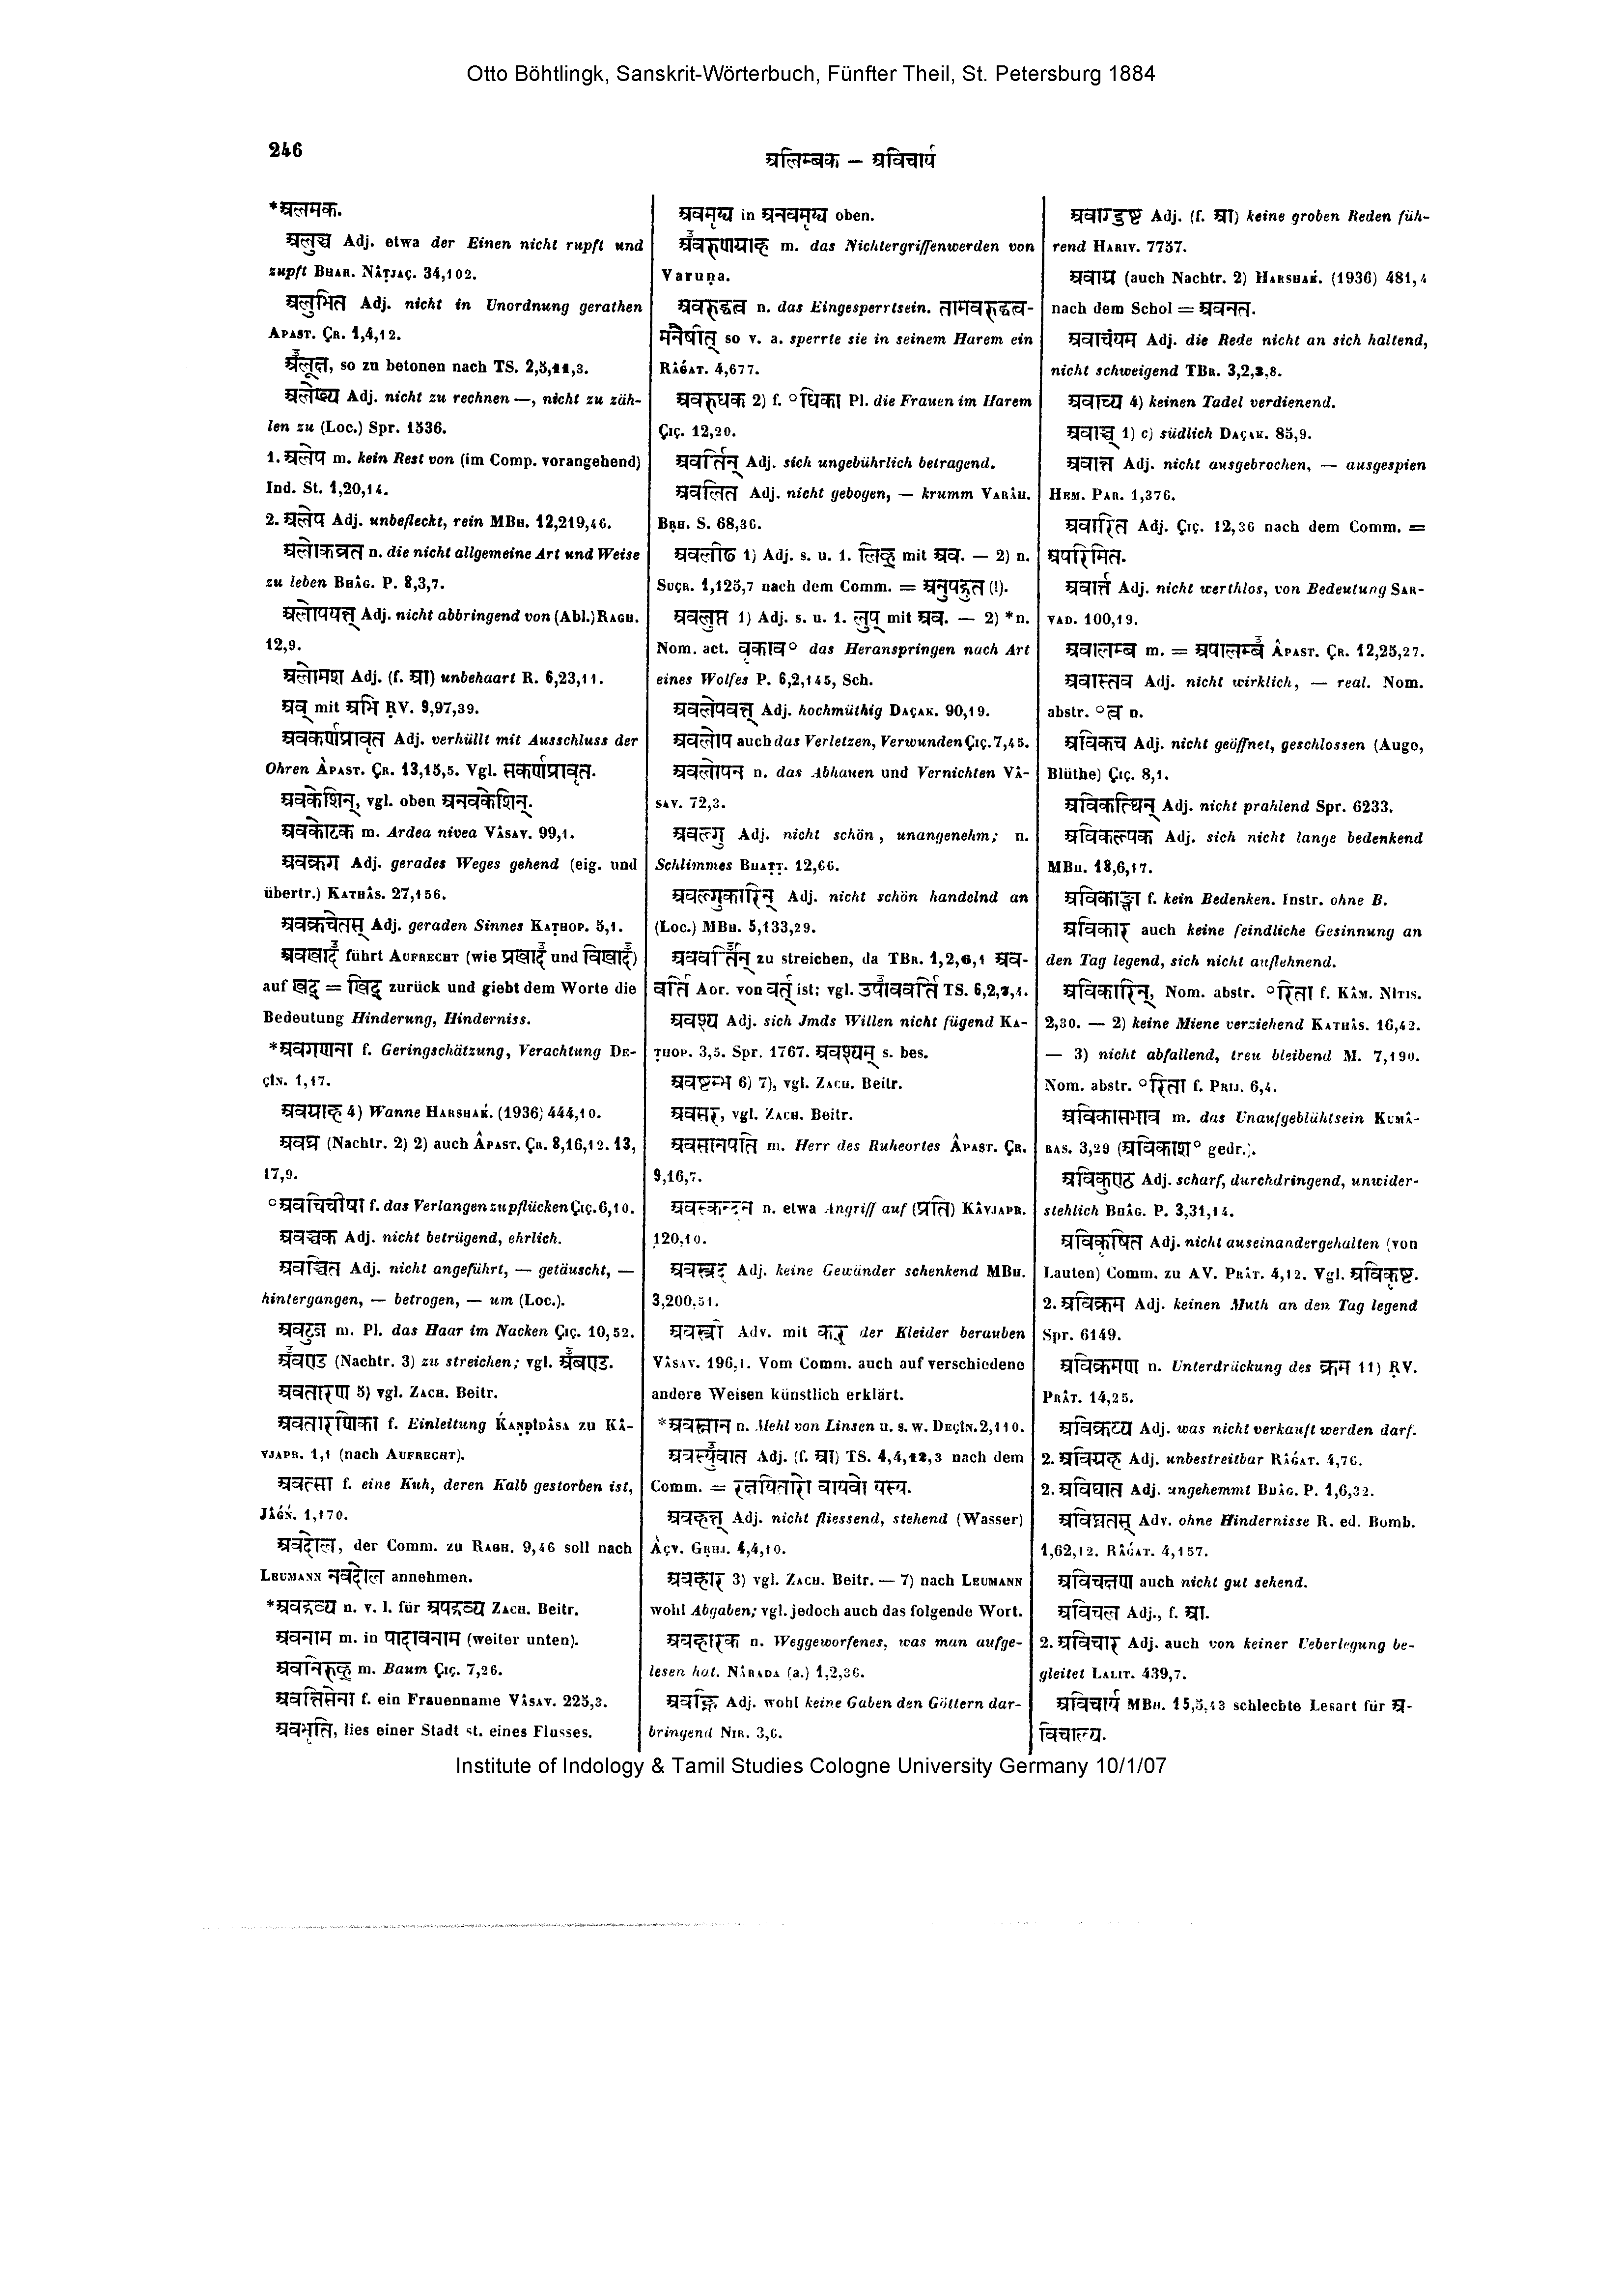 Otto Böhtlingk, Sanskrit-Wörterbuch, Fünfter Theil, St. Petersburg 1884
246
अलिम्बक — अविचार्य
*अलमक.
अलुञ्च Adj. etwa der Einen nicht rupft und
zupft BHAR. NÂṬJAÇ. 34,102.
अलुभित Adj. nicht in Unordnung gerathen
APAST. ÇR. 1,4,12.
अलून, so zu betonen nach TS. 2,5,11,3.
अलेख्य Adj. nicht zu rechnen —, nicht zu zäh-
len zu (Loc.) Spr. 1536.
1. अलेप m. kein Rest von (im Comp. vorangehend)
Ind. St. 1,20,14.
2. अलेप Adj. unbefleckt, rein MBH. 12,219,46.
अलोकव्रत n. die nicht allgemeine Art und Weise
zu leben BHÂG. P. 8,3,7.
अलोपयत् Adj. nicht abbringend von (Abl.) RAGH.
12,9.
अलोमश Adj. (f. आ) unbehaart R. 6,23,11.
अव् mit अभि ṚV. 9,97,39.
अवकर्णप्रावृत Adj. verhüllt mit Ausschluss der
Ohren ÂPAST. ÇR. 13,15,5. Vgl. सकर्णप्रावृत.
अवकेशिन्, vgl. oben अनवकेशिन्.
अवकोटक m. Ardea nivea VÂSAV. 99,1.
अवक्रग Adj. gerades Weges gehend (eig. und
übertr.) KATHÂS. 27,156.
अवक्रचेतस् Adj. geraden Sinnes KATHOP. 5,1.
अवखाद führt AUFRECHT (wie प्रखाद und विखाद)
auf खद् = खिद् zurück und giebt dem Worte die
Bedeutung Hinderung, Hinderniss.
*अवगणना f. Geringschätzung, Verachtung DE-
ÇÎN. 1,17.
अवग्राह 4) Wanne HARSHAḰ. (1936) 444,10.
अवघ्र (Nachtr. 2) 2) auch ÂPAST. ÇR. 8,16,12. 13,
17,9.
°अवचिचीषा f. das Verlangen zu pflücken ÇIÇ. 6,10.
अवञ्चक Adj. nicht betrügend, ehrlich.
अवञ्चित Adj. nicht angeführt, — getäuscht, —
hintergangen, — betrogen, — um (Loc.).
अवटुज m. Pl. das Haar im Nacken ÇIÇ. 10,52.
अवण्ड (Nachtr. 3) zu streichen; vgl. अवण्ड.
अवतारण 5) vgl. ZACH. Beitr.
अवतारणिका f. Einleitung ḰAṆḌÎDÂSA zu KÂ-
VJAPR. 1,1 (nach AUFRECHT).
अवत्सा f. eine Kuh, deren Kalb gestorben ist,
JÂǴŃ. 1,170.
अवदोल, der Comm. zu RAGH. 9,46 soll nach
LEUMANN नवदोल annehmen.
*अवद्रव्य n. v. l. für अपद्रव्य ZACH. Beitr.
अवनाम m. in पादावनाम (weiter unten).
अवनिरुह् m. Baum ÇIÇ. 7,26.
अवन्तिसेना f. ein Frauenname VÂSAV. 225,3.
अवभृति, lies einer Stadt st. eines Flusses.
अवमृद्य in अनवमृद्य oben.
अवरुणग्राह m. das Nichtergriffenwerden von
Varuṇa.
अवरुद्धत्व n. das Eingesperrtsein. तामवरुद्धत्व-
मनैषीत् so v. a. sperrte sie in seinem Harem ein
RÂǴAT. 4,677.
अवरुधक 2) f. °धिका Pl. die Frauen im Harem
ÇIÇ. 12,20.
अवर्तिन् Adj. sich ungebührlich betragend.
अवलित Adj. nicht gebogen, — krumm VARÂH.
BṚH. S. 68,36.
अवलीढ 1) Adj. s. u. 1. लिह् mit अव. — 2) n.
SUÇR. 1,125,7 nach dem Comm. = अनुपहत (!).
अवलुप्त 1) Adj. s. u. 1. लुप् mit अव. — 2) *n.
Nom. act. वृकाव° das Heranspringen nach Art
eines Wolfes P. 6,2,145, Sch.
अवलेपवत् Adj. hochmüthig DAÇAK. 90,19.
अवलोप auch das Verletzen, Verwunden ÇIÇ. 7,45.
अवलोपन n. das Abhauen und Vernichten VÂ-
SAV. 72,3.
अवल्गु Adj. nicht schön, unangenehm; n.
Schlimmes BHAṬṬ. 12,66.
अवल्गुकारिन् Adj. nicht schön handelnd an
(Loc.) MBH. 5,133,29.
अववर्तिन् zu streichen, da TBR. 1,2,6,1 अव-
वर्ति Aor. von वर्त् ist; vgl. उपाववर्ति TS. 6,2,3,1.
अवश्य Adj. sich Jmds Willen nicht fügend KA-
ṬHOP. 3,5. Spr. 1767. अवश्यम् s. bes.
अवष्टम्भ 6) 7), vgl. ZACH. Beitr.
अवसर, vgl. ZACH. Beitr.
अवसानपति m. Herr des Ruheortes ÂPAST. ÇR.
9,16,7.
अवस्कन्दन n. etwa Angriff auf (प्रति) KÂVJAPR.
120,10.
अवस्त्रद Adj. keine Gewänder schenkend MBH.
3,200,51.
अवस्त्री Adv. mit कर् der Kleider berauben
VÂSAV. 196,1. Vom Comm. auch auf verschiedene
andere Weisen künstlich erklärt.
*अवस्नान n. Mehl von Linsen u. s. w. DEÇÎN. 2,110.
अवस्युवात Adj. (f. आ) TS. 4,4,12,3 nach dem
Comm. = रक्षयितारो वायवो यस्य.
अवहत् Adj. nicht fliessend, stehend (Wasser)
ÂÇV. GṚHJ. 4,4,10.
अवहार 3) vgl. ZACH. Beitr. — 7) nach LEUMANN
wohl Abgaben; vgl. jedoch auch das folgende Wort.
अवहारक n. Weggeworfenes, was man aufge-
lesen hat. NÂRADA (a.) 1,2,36.
अवह्नि Adj. wohl keine Gaben den Göttern dar-
bringend NIR. 3,6.
अवाग्दुष्ट Adj. (f. आ) keine groben Reden füh-
rend HARIV. 7757.
अवाग्र (auch Nachtr. 2) HARSHAḰ. (1936) 481,4
nach dem Schol = अवनत.
अवाचंयम Adj. die Rede nicht an sich haltend,
nicht schweigend TBR. 3,2,3,8.
अवाच्य 4) keinen Tadel verdienend.
अवाञ्च् 1) c) südlich DAÇAK. 85,9.
अवान्त Adj. nicht ausgebrochen, — ausgespien
HEM. PAR. 1,376.
अवारित Adj. ÇIÇ. 12,36 nach dem Comm. =
अपरिमित.
अवार्त्त Adj. nicht werthlos, von Bedeutung SAR-
VAD. 100,19.
अवालम्ब m. = अपालम्ब ÂPAST. ÇR. 12,25,27.
अवास्तव Adj. nicht wirklich, — real. Nom.
abstr. °त्व n.
अविकच Adj. nicht geöffnet, geschlossen (Auge,
Blüthe) ÇIÇ. 8,1.
अविकत्थिन् Adj. nicht prahlend Spr. 6233.
अविकल्पक Adj. sich nicht lange bedenkend
MBH. 18,6,17.
अविकाङ्क्षा f. kein Bedenken. Instr. ohne B.
अविकार auch keine feindliche Gesinnung an
den Tag legend, sich nicht auflehnend.
अविकारिन्, Nom. abstr. °रिता f. KÂM. NÎTIS.
2,30. — 2) keine Miene verziehend KATHÂS. 16,42.
— 3) nicht abfallend, treu bleibend M. 7,190.
Nom. abstr. °रिता f. PRIJ. 6,4.
अविकासभाव m. das Unaufgeblühtsein KUMÂ-
RAS. 3,29 (अविकाश° gedr.).
अविकुण्ठ Adj. scharf, durchdringend, unwider-
stehlich BHÂG. P. 3,31,14.
अविकृषित Adj. nicht auseinandergehalten (von
Lauten) Comm. zu AV. PRÂT. 4,12. Vgl. अविकृष्ट.
2. अविक्रम Adj. keinen Muth an den Tag legend
Spr. 6149.
अविक्रमण n. Unterdrückung des क्रम 11) ṚV.
PRÂT. 14,25.
अविक्रय्य Adj. was nicht verkauft werden darf.
2. अविग्रह Adj. unbestreitbar RÂǴAT. 4,76.
2. अविघात Adj. ungehemmt BHÂG. P. 1,6,32.
अविघ्नतस् Adv. ohne Hindernisse R. ed. Bomb.
1,62,12. RÂǴAT. 4,157.
अविचक्षण auch nicht gut sehend.
अविचल Adj., f. आ.
2. अविचार Adj. auch von keiner Ueberlegung be-
gleitet LALIT. 439,7.
अविचार्य MBH. 15,5,13 schlechte Lesart für अ-
विचाल्य.
Institute of Indology & Tamil Studies Cologne University Germany 10/1/07